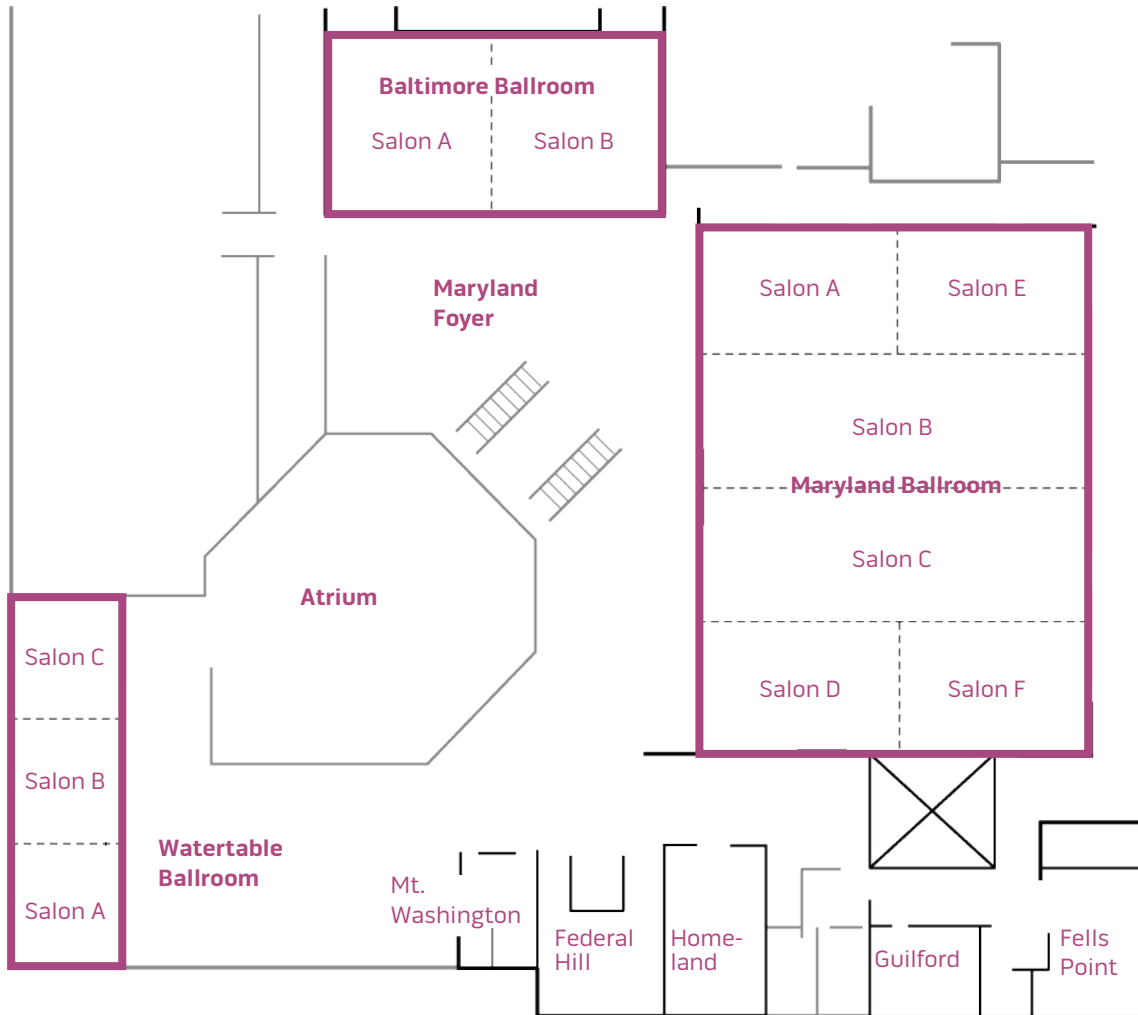 Baltimore Ballroom
Salon A
Salon B
Maryland
Foyer
Salon A
Salon E
Salon B
Maryland Ballroom
Salon C
Salon D
Salon F
Atrium
Salon C
Salon B
Salon A
Watertable
Ballroom
Mt.
Washington
Federal
Hill
Home-
land
Guilford
Fells
Point